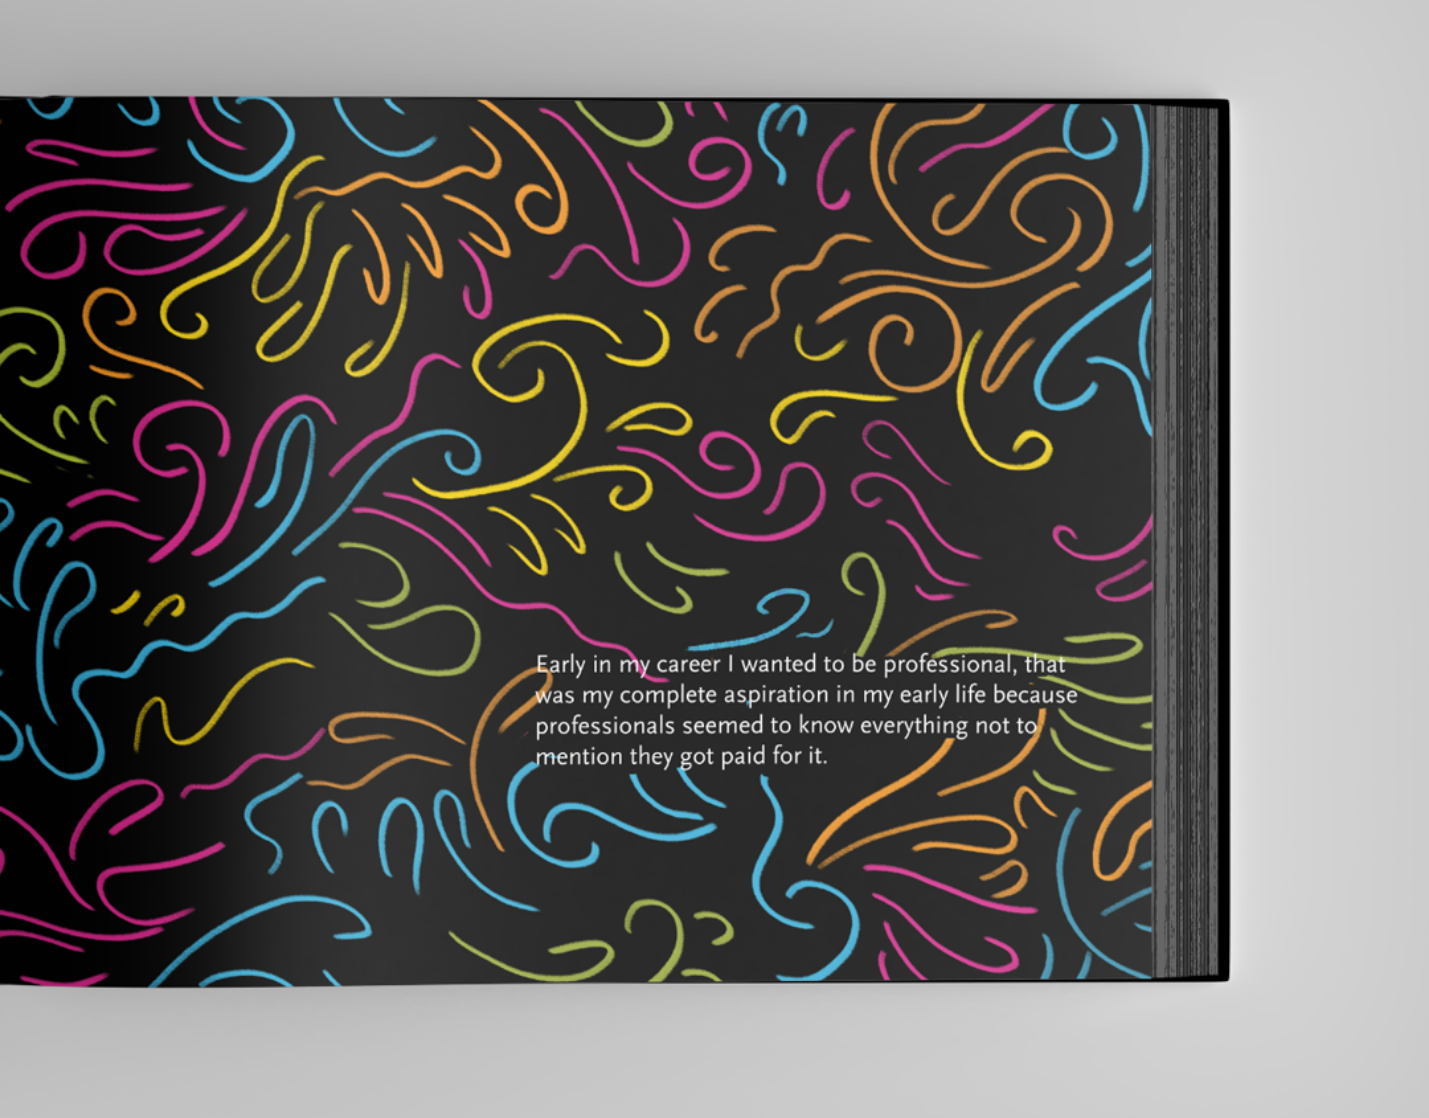 Early in my career I wanted to be professional, that
was my complete aspiration in my early life because
professionals seemed to know everything not to
mention they got paid for it.